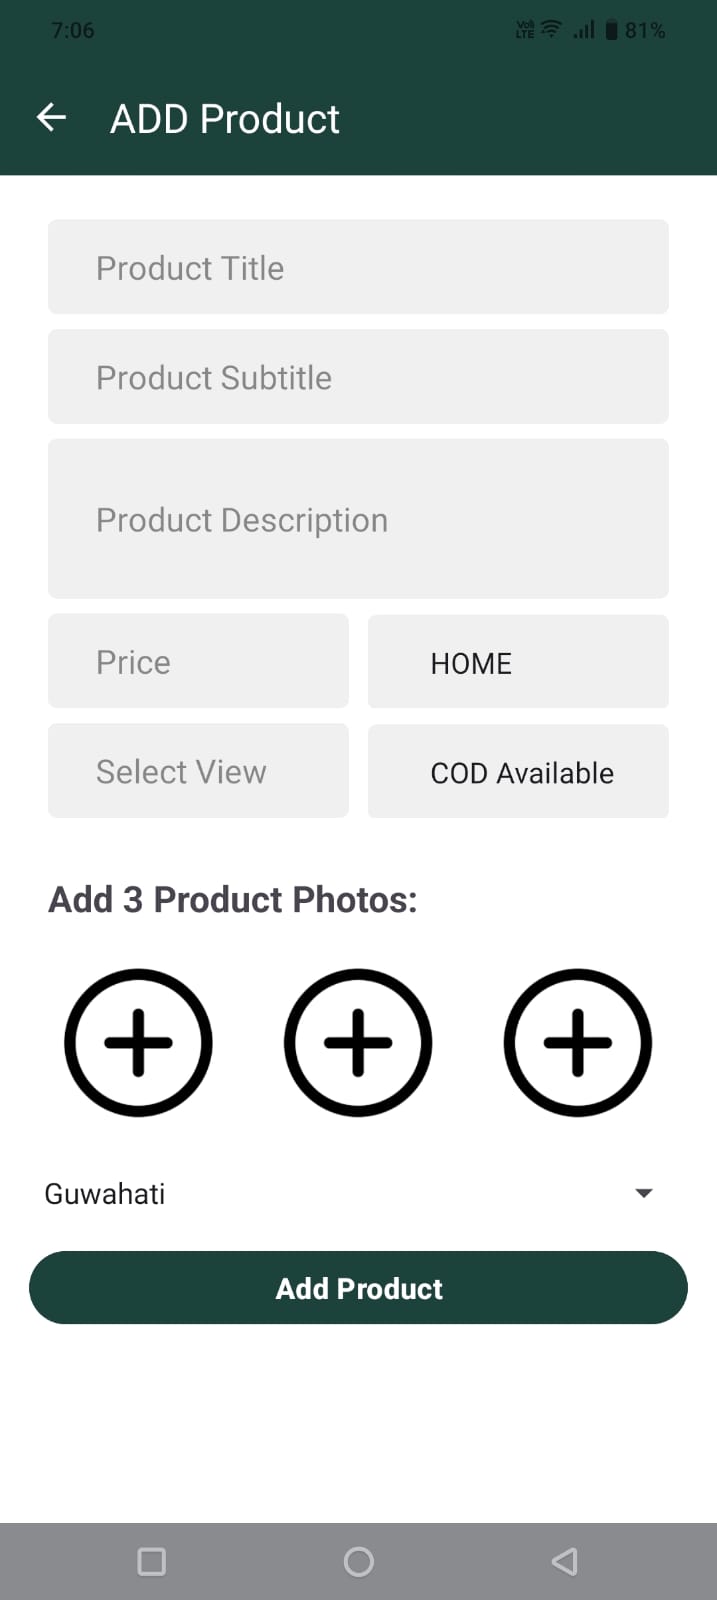 7:06 Vo) LTE 81%
ADD Product
Product Title
Product Subtitle
Product Description
Price HOME
Select View COD Available
Add 3 Product Photos:
Guwahati
Add Product